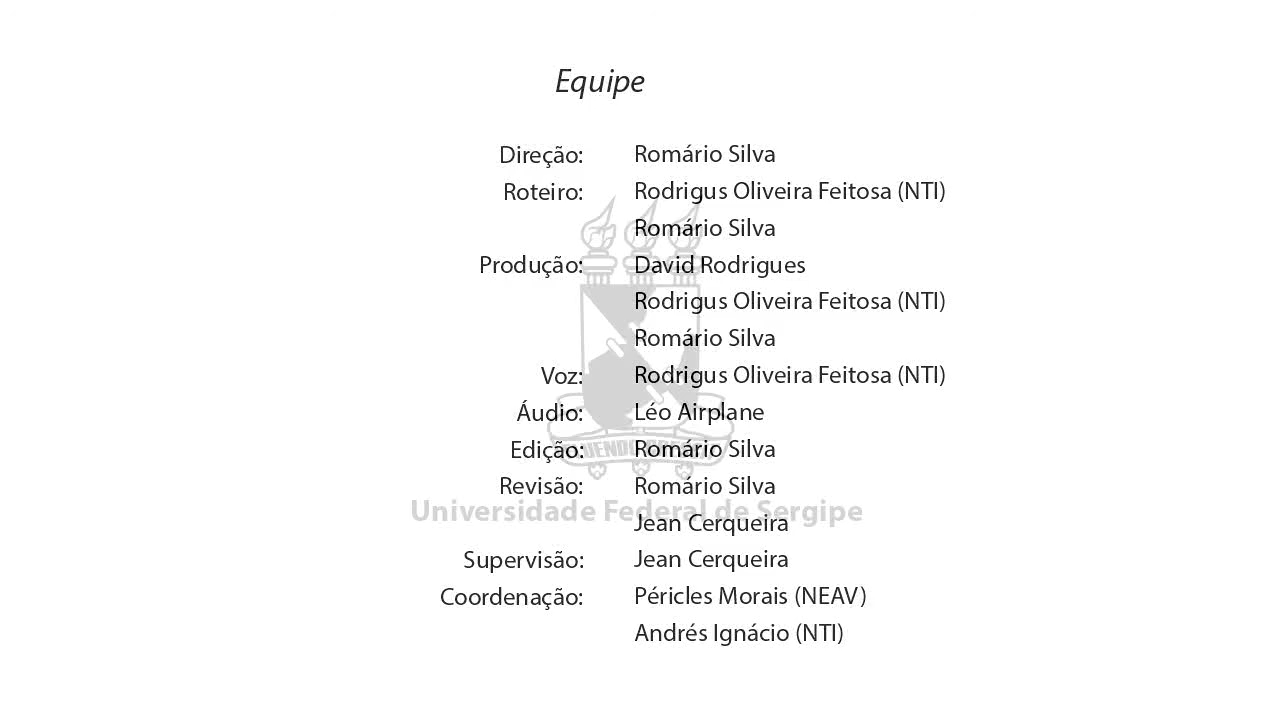 Equipe
Direção: Romário Silva
Roteiro: Rodrigus Oliveira Feitosa (NTI)
Romário Silva
Produção: David Rodrigues
Rodrigus Oliveira Feitosa (NTI)
Romário Silva
Voz: Rodrigus Oliveira Feitosa (NTI)
Áudio: Léo Airplane
Edição: Romário Silva
Revisão: Romário Silva
Universidade Federal de Sergipe
Jean Cerqueira
Supervisão: Jean Cerqueira
Coordenação: Péricles Morais (NEAV)
Andrés Ignácio (NTI)